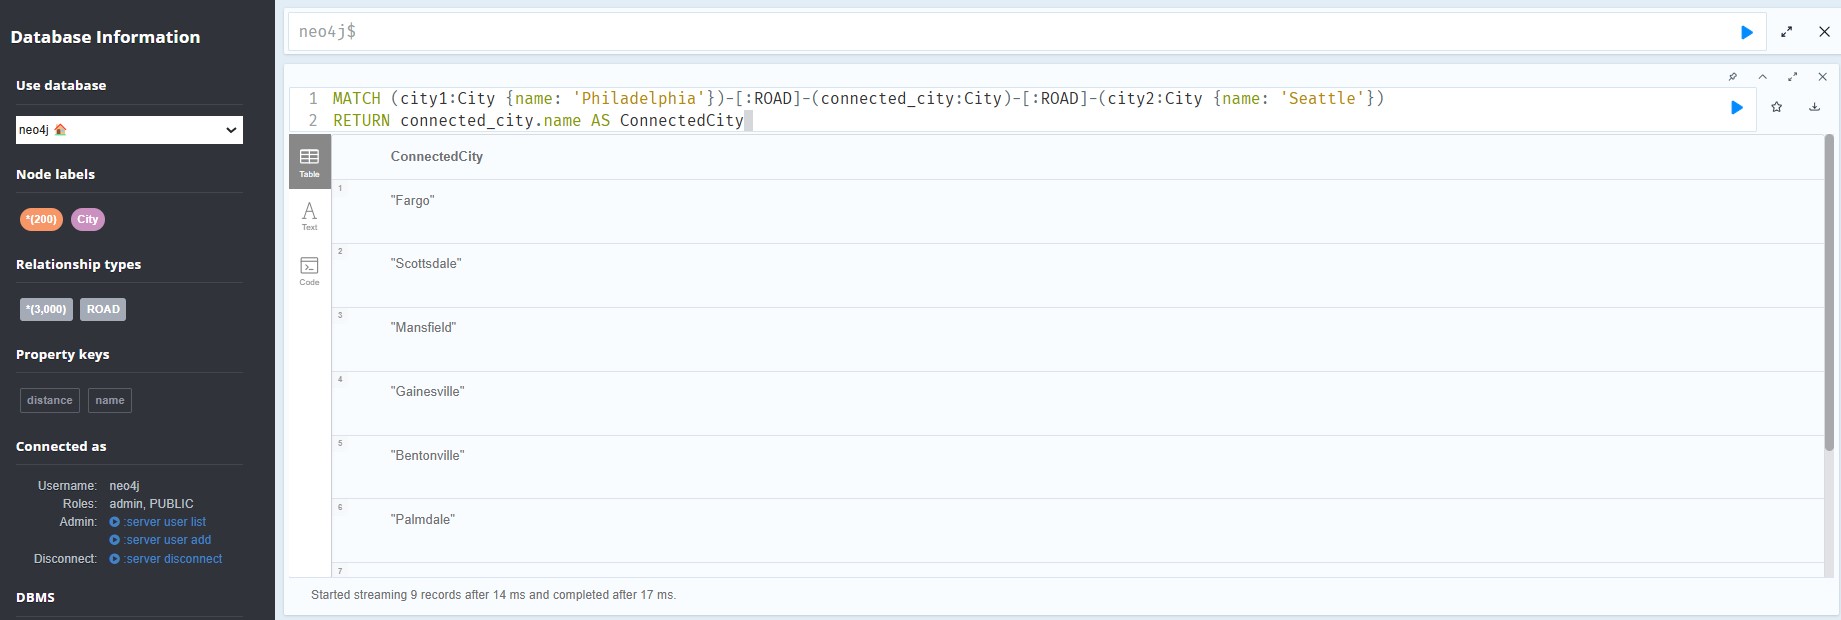 Database Information
Use database
neo4j
Node labels
*(200) City
Relationship types
*(3,000) ROAD
Property keys
distance name
Connected as
Username: neo4j
Roles: admin, PUBLIC
Admin: :server user list
:server user add
Disconnect: :server disconnect
DBMS
neo4j$
1 MATCH (city1:City {name: 'Philadelphia'})-[:ROAD]-(connected_city:City)-[:ROAD]-(city2:City {name: 'Seattle'})
2 RETURN connected_city.name AS ConnectedCity
Table
Text
Code
ConnectedCity
1 "Fargo"
2 "Scottsdale"
3 "Mansfield"
4 "Gainesville"
5 "Bentonville"
6 "Palmdale"
7
Started streaming 9 records after 14 ms and completed after 17 ms.